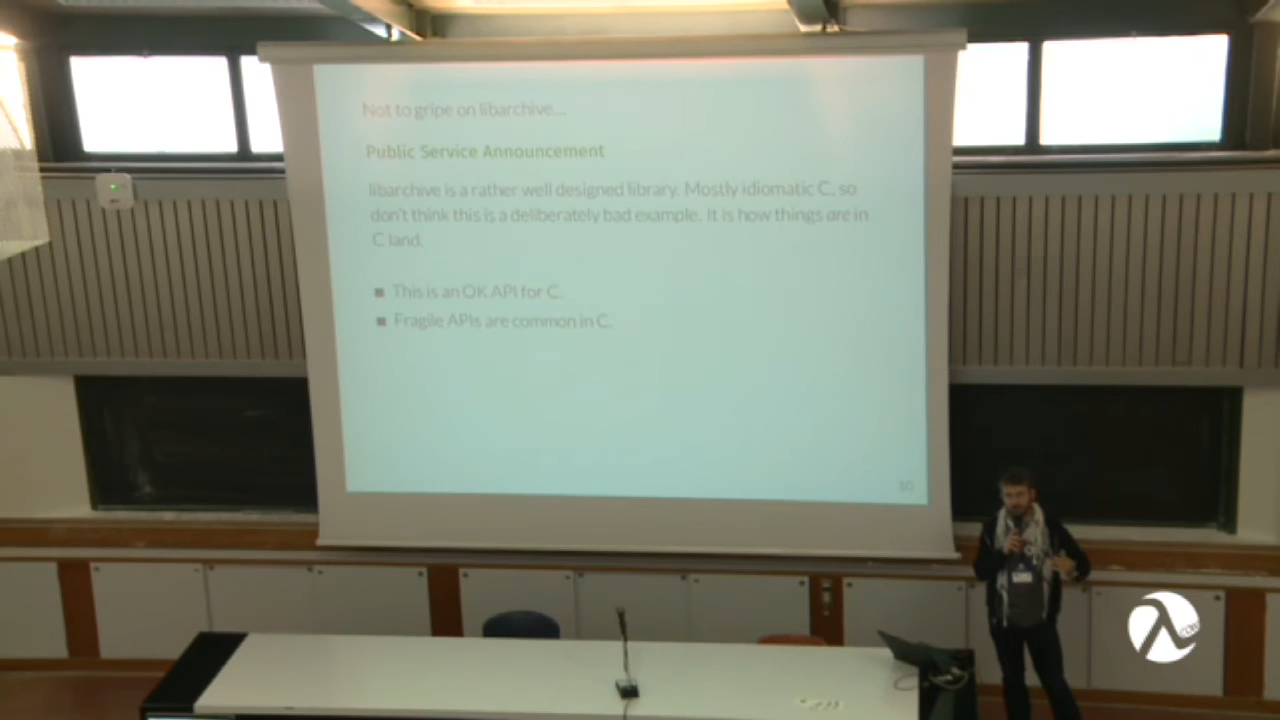 Not to gripe on libarchive...
Public Service Announcement
libarchive is a rather well designed library. Mostly idiomatic C, so
don't think this is a deliberately bad example. It is how things are in
C land.
■ This is an OK API for C.
■ Fragile APIs are common in C.
10
λ